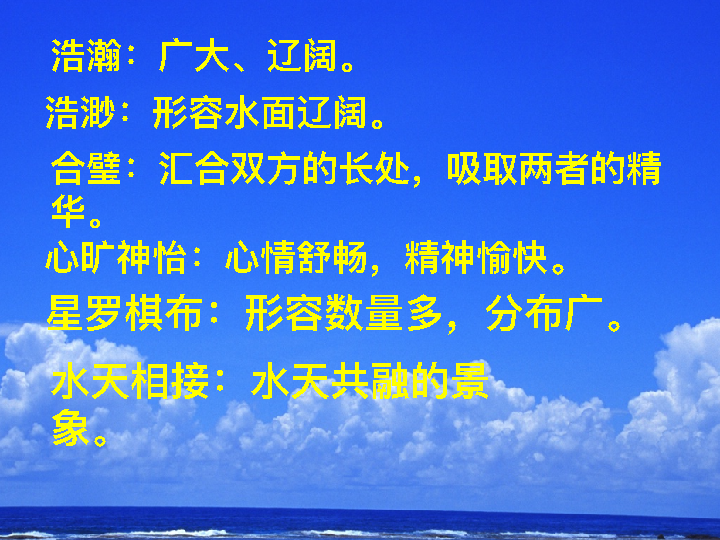 浩瀚：广大、辽阔。
浩渺：形容水面辽阔。
合璧：汇合双方的长处，吸取两者的精
华。
心旷神怡：心情舒畅，精神愉快。
星罗棋布：形容数量多，分布广。
水天相接：水天共融的景
象。